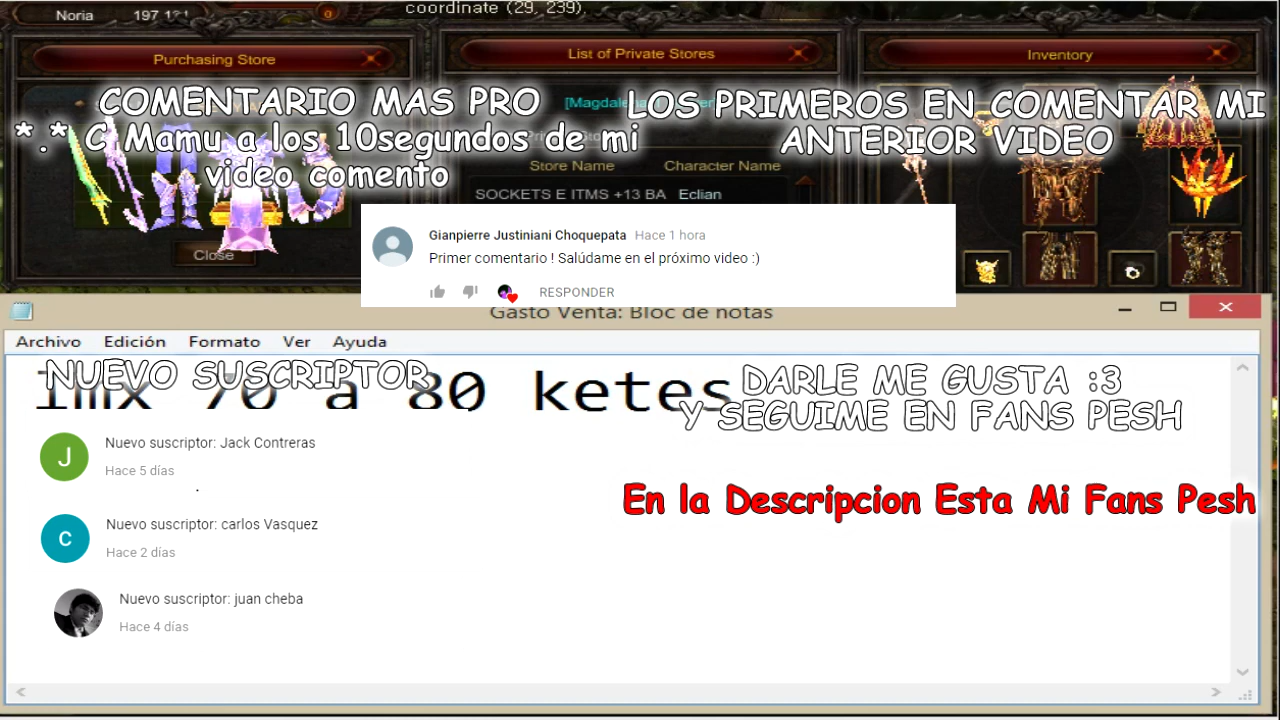 Noria 197 131
coordinate (29, 239),
Purchasing Store
List of Private Stores
Inventory
COMENTARIO MAS PRO
*.* C Mamu a los 10segundos de mi
video comento
LOS PRIMEROS EN COMENTAR MI
ANTERIOR VIDEO
Store Name Character Name
SOCKETS E ITMS +13 BA Eclian
Close
Gianpierre Justiniani Choquepata Hace 1 hora
Primer comentario ! Salúdame en el próximo video :)
RESPONDER
Gasto Venta: Bloc de notas
Archivo Edición Formato Ver Ayuda
NUEVO SUSCRIPTOR
1mx 70 a 80 ketes
DARLE ME GUSTA :3
Y SEGUIME EN FANS PESH
Nuevo suscriptor: Jack Contreras
Hace 5 días
En la Descripcion Esta Mi Fans Pesh
Nuevo suscriptor: carlos Vasquez
Hace 2 días
Nuevo suscriptor: juan cheba
Hace 4 días